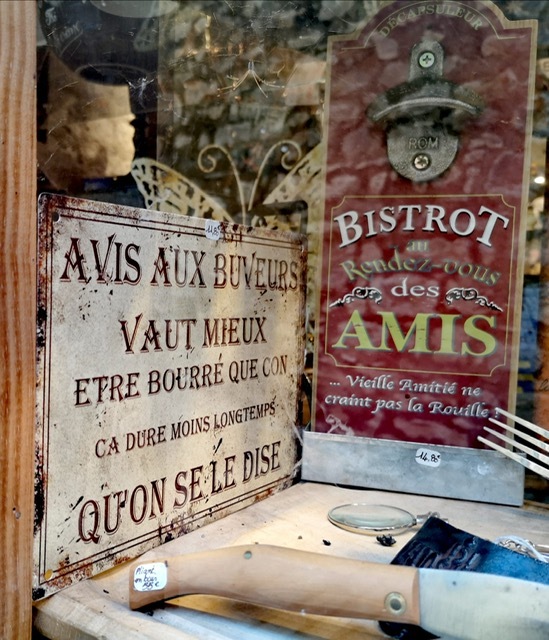 AVIS AUX BUVEURS
VAUT MIEUX
ETRE BOURRÉ QUE CON
CA DURE MOINS LONGTEMPS
QU'ON SE LE DISE
DÉCAPSULEUR
ROM
BISTROT
au
Rendez-vous
des
AMIS
... Vieille Amitié ne
craint pas la Rouille !
14.80